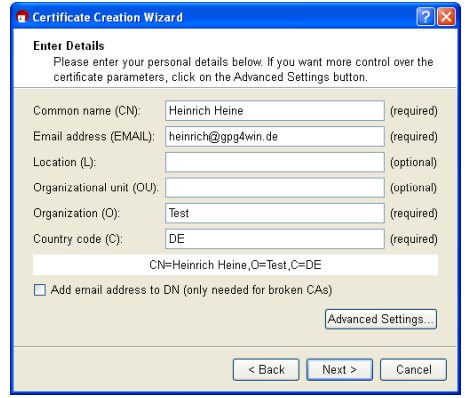 Certificate Creation Wizard
Enter Details
Please enter your personal details below. If you want more control over the
certificate parameters, click on the Advanced Settings button.
Common name (CN): Heinrich Heine (required)
Email address (EMAIL): heinrich@gpg4win.de (required)
Location (L): (optional)
Organizational unit (OU): (optional)
Organization (O): Test (required)
Country code (C): DE (required)
CN=Heinrich Heine,O=Test,C=DE
Add email address to DN (only needed for broken CAs)
Advanced Settings...
< Back Next > Cancel